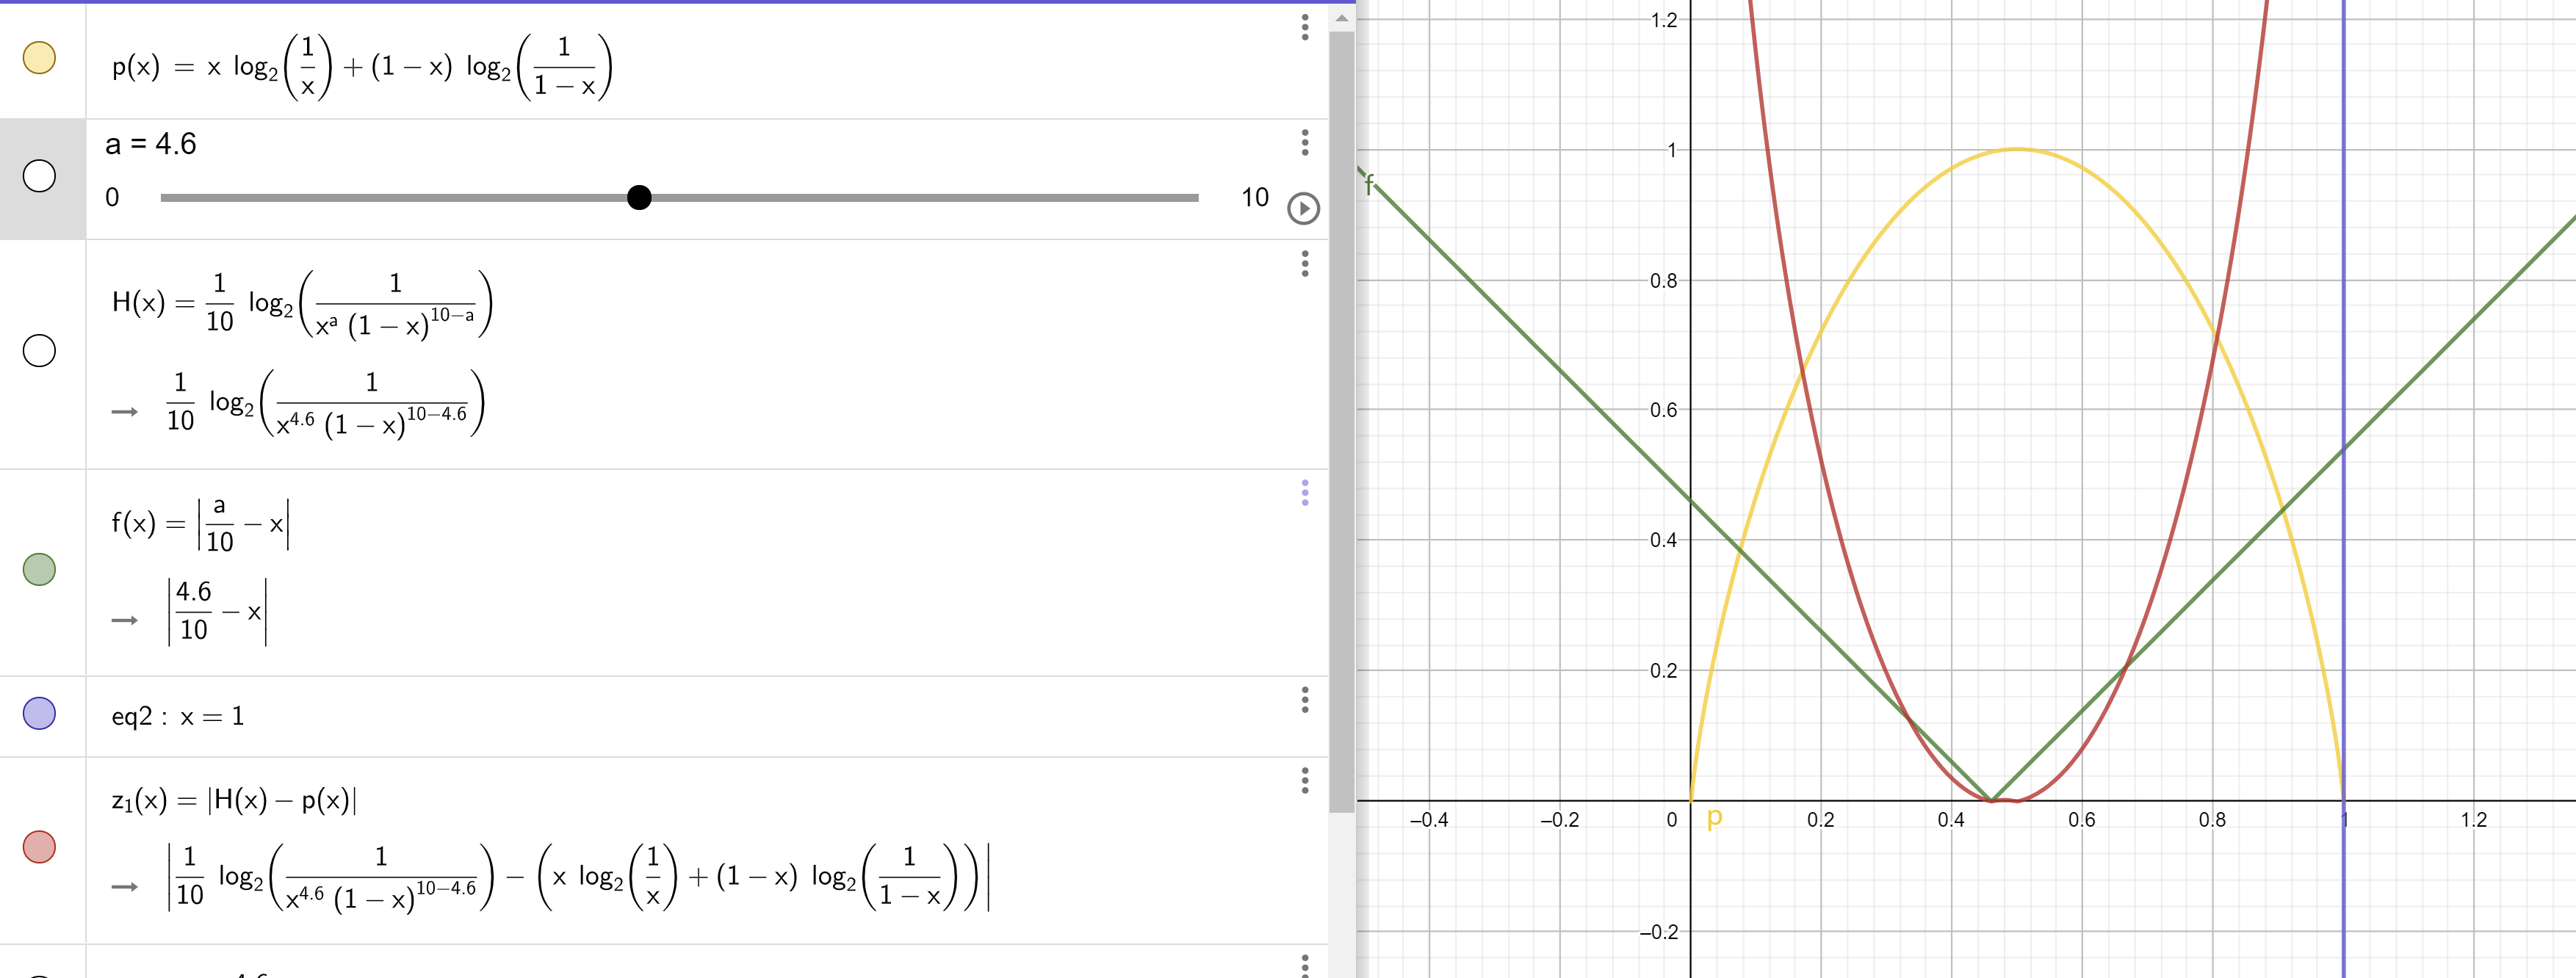 p(x) = x log₂(1/x) + (1 − x) log₂(1/(1 − x))
a = 4.6
0 10
H(x) = 1/10 log₂(1/(xᵃ (1 − x)^(10−a)))
→ 1/10 log₂(1/(x^4.6 (1 − x)^(10−4.6)))
f(x) = |a/10 − x|
→ |4.6/10 − x|
eq2 : x = 1
z₁(x) = |H(x) − p(x)|
→ |1/10 log₂(1/(x^4.6 (1 − x)^(10−4.6))) − (x log₂(1/x) + (1 − x) log₂(1/(1 − x)))|
1.2
1
f
0.8
0.6
0.4
0.2
−0.4 −0.2 0 p 0.2 0.4 0.6 0.8 1 1.2
−0.2